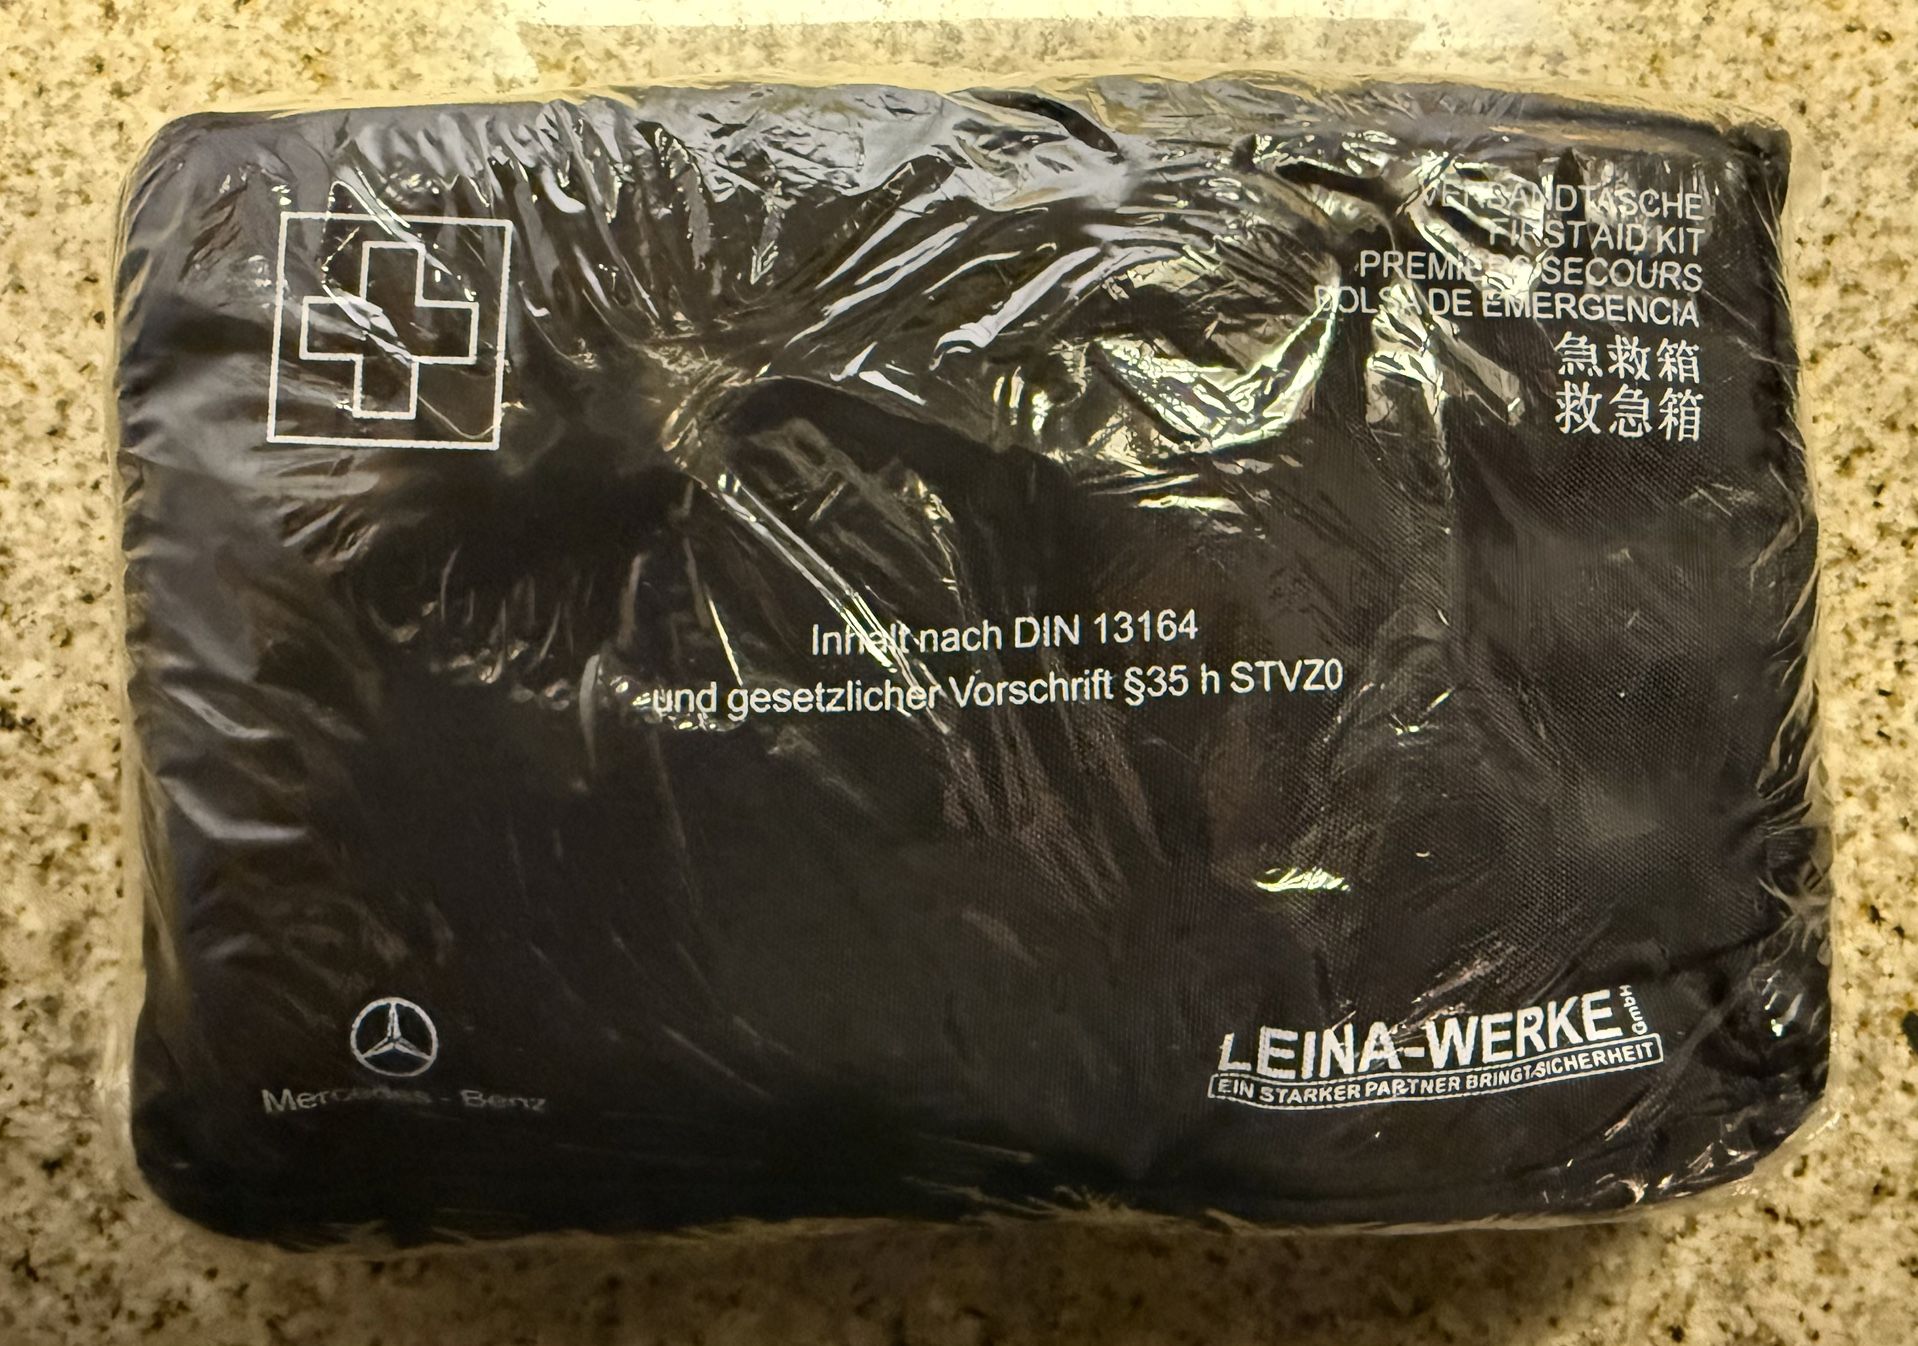 VERBANDTASCHE
FIRST AID KIT
PREMIERS SECOURS
BOLSA DE EMERGENCIA
急救箱
救急箱
Inhalt nach DIN 13164
und gesetzlicher Vorschrift §35 h STVZ0
Mercedes-Benz
LEINA-WERKE GmbH
EIN STARKER PARTNER BRINGT SICHERHEIT